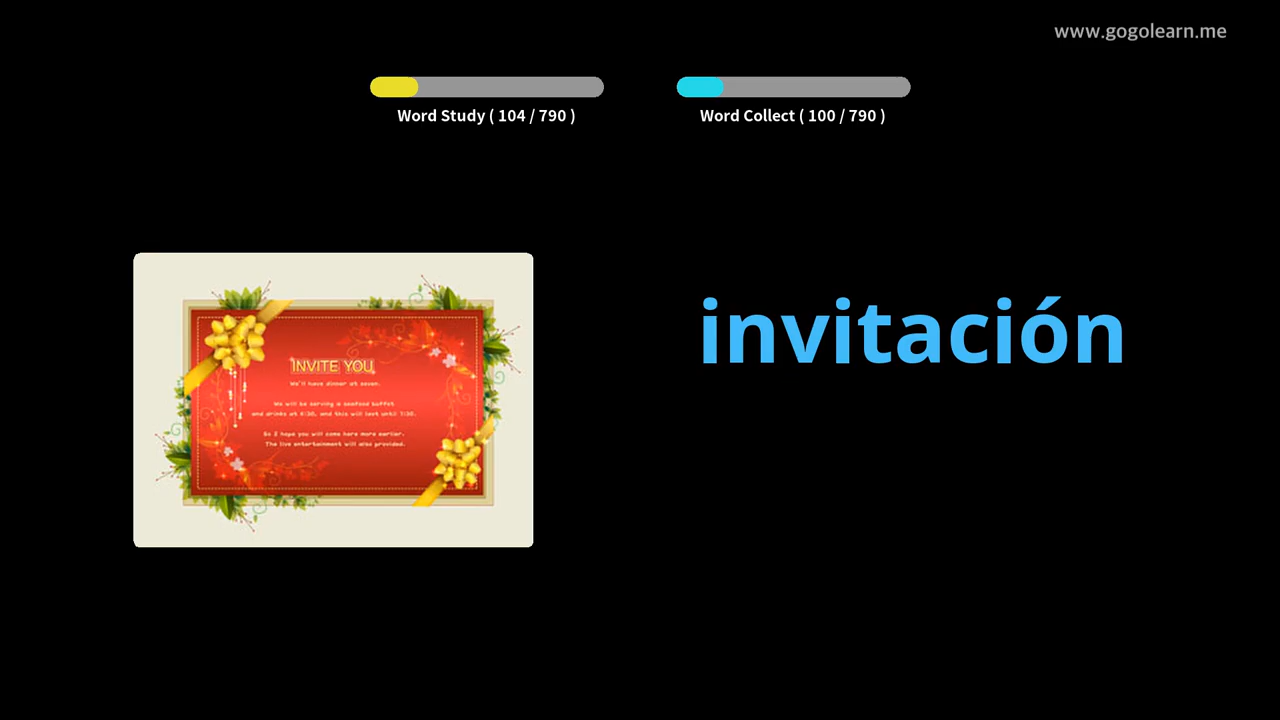 www.gogolearn.me
Word Study ( 104 / 790 )
Word Collect ( 100 / 790 )
invitación
INVITE YOU
We'll have dinner at seven.
We will be serving a seafood buffet
and drinks at 6:30, and this will last until 7:30.
So I hope you will come here more earlier.
The live entertainment will also provided.